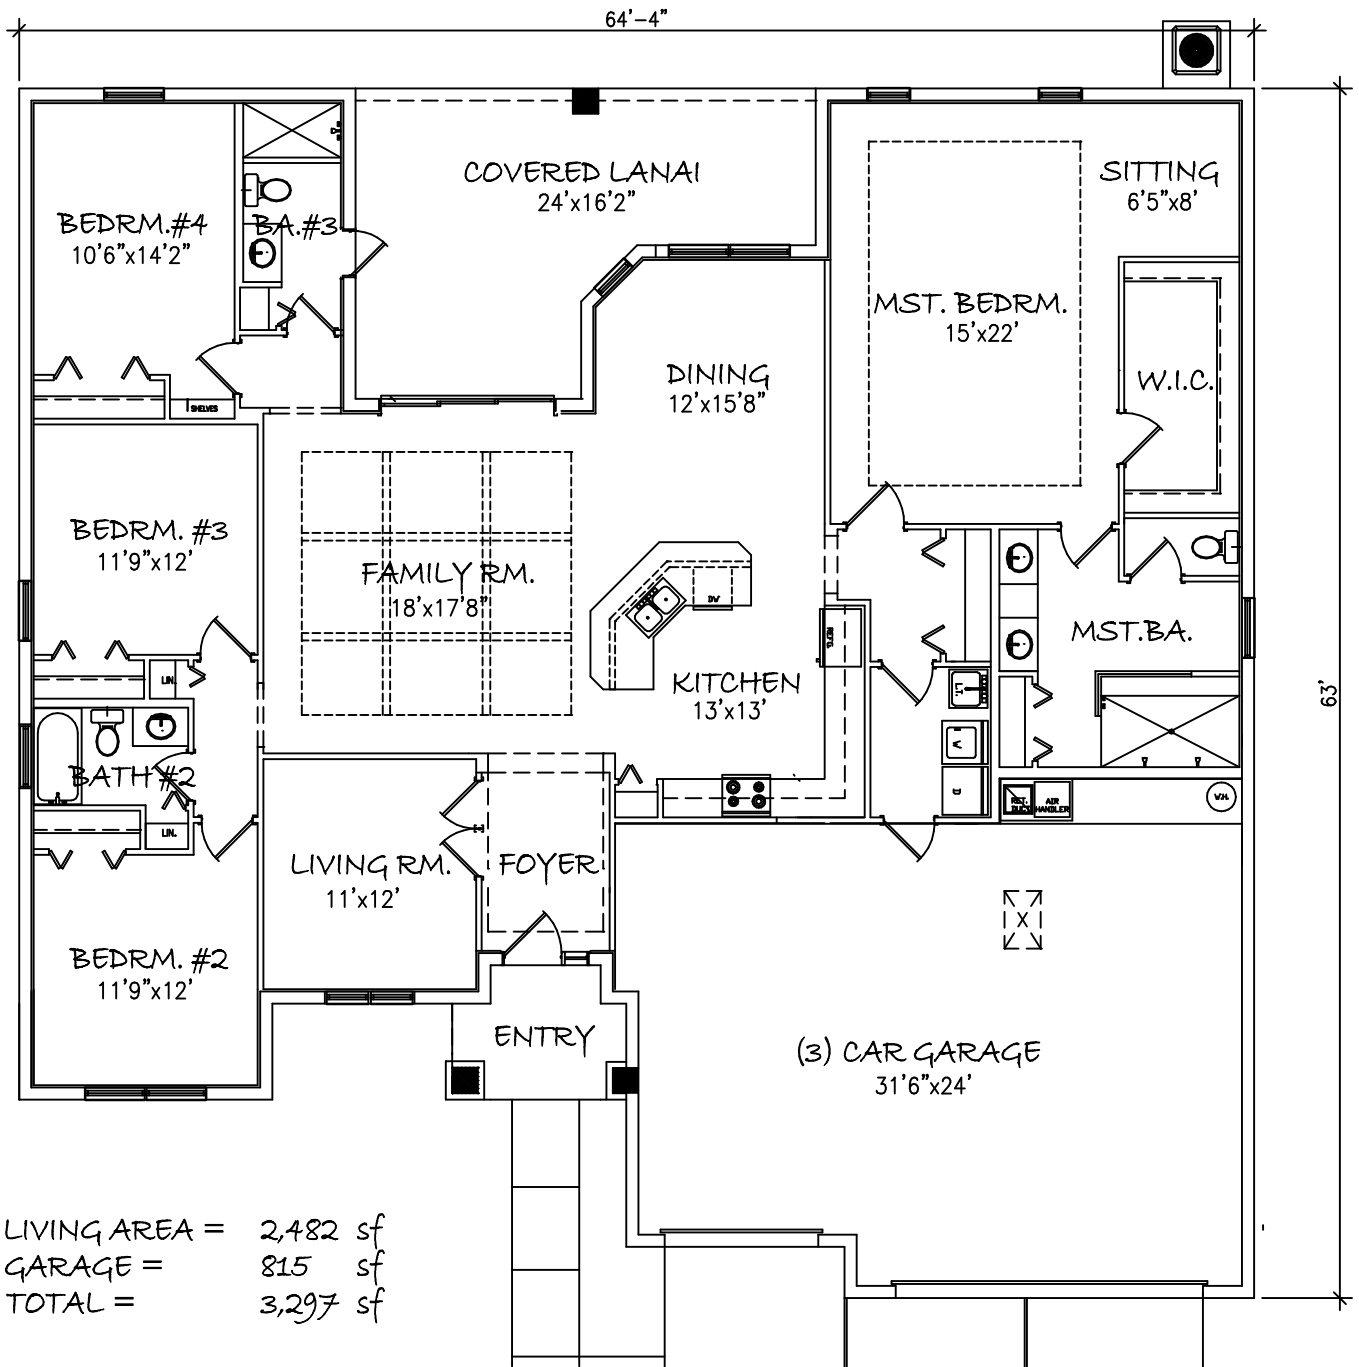 64'-4"
COVERED LANAI
24'x16'2"
SITTING
6'5"x8'
BEDRM.#4
10'6"x14'2"
BA.#3
MST. BEDRM.
15'x22'
DINING
12'x15'8"
W.I.C.
SHELVES
BEDRM. #3
11'9"x12'
FAMILY RM.
18'x17'8"
DW
REF'G.
MST.BA.
KITCHEN
13'x13'
LIN.
L.T.
63'
W
BATH #2
D
RET. DUCT
AIR HANDLER
W.H.
LIN.
LIVING RM.
11'x12'
FOYER
X
BEDRM. #2
11'9"x12'
ENTRY
(3) CAR GARAGE
31'6"x24'
LIVING AREA = 2,482 sf
GARAGE = 815 sf
TOTAL = 3,297 sf